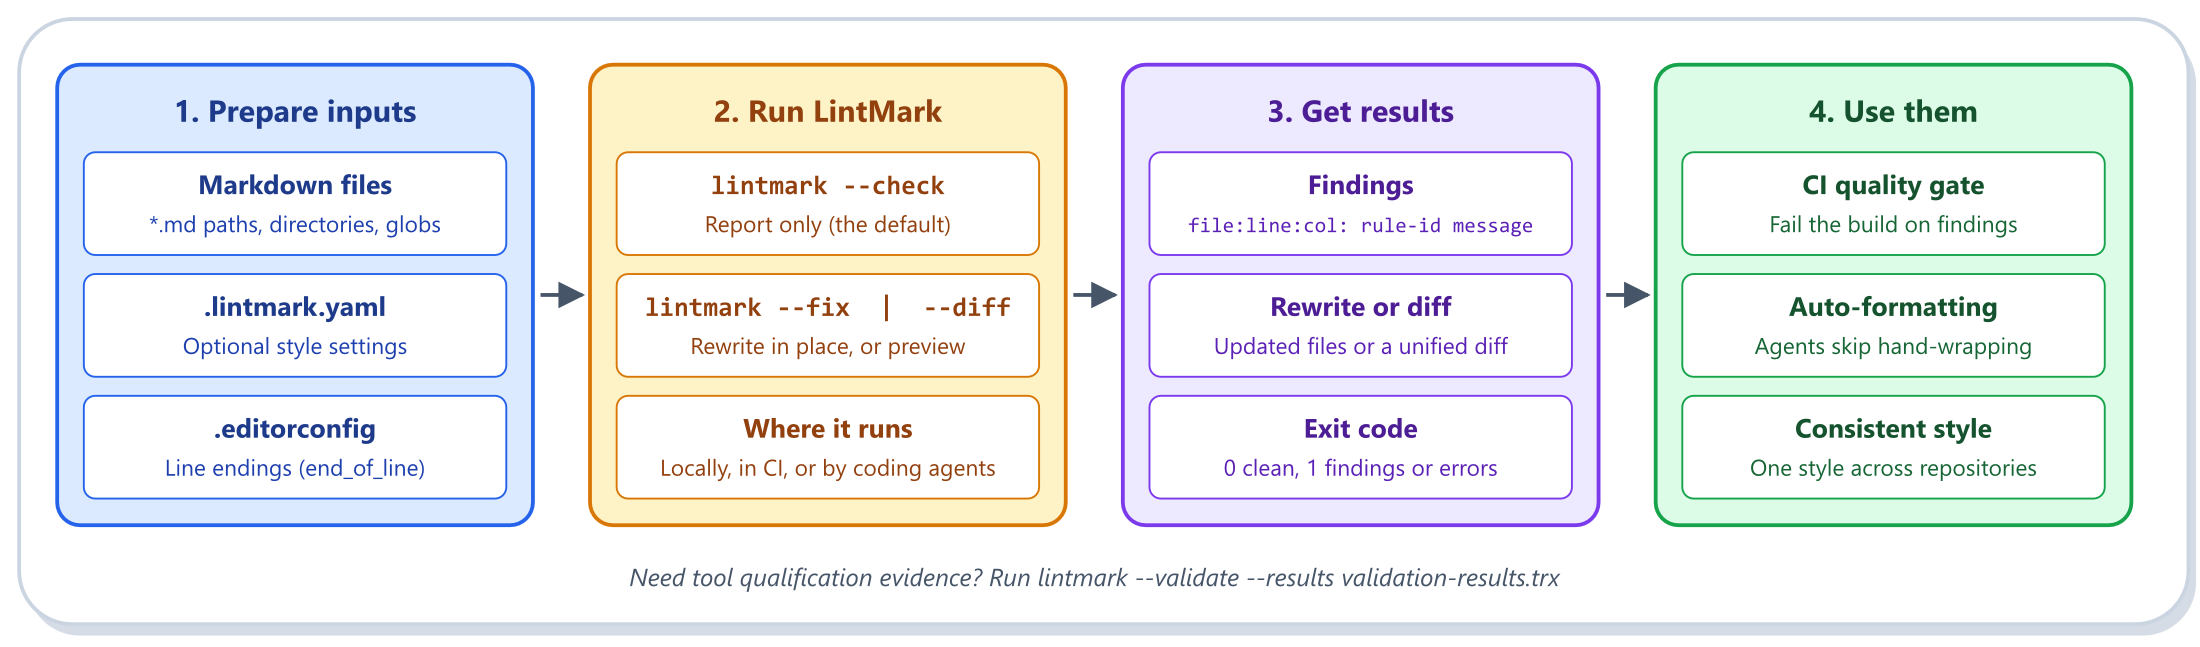 1. Prepare inputs
Markdown files
*.md paths, directories, globs
.lintmark.yaml
Optional style settings
.editorconfig
Line endings (end_of_line)
2. Run LintMark
lintmark --check
Report only (the default)
lintmark --fix | --diff
Rewrite in place, or preview
Where it runs
Locally, in CI, or by coding agents
3. Get results
Findings
file:line:col: rule-id message
Rewrite or diff
Updated files or a unified diff
Exit code
0 clean, 1 findings or errors
4. Use them
CI quality gate
Fail the build on findings
Auto-formatting
Agents skip hand-wrapping
Consistent style
One style across repositories
Need tool qualification evidence? Run lintmark --validate --results validation-results.trx